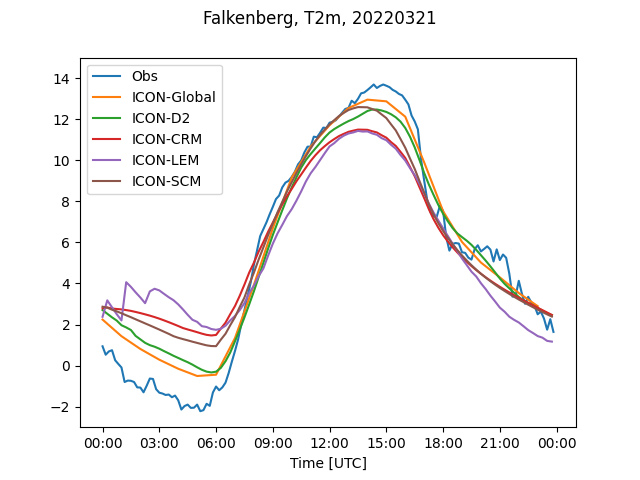 Falkenberg, T2m, 20220321
Obs
ICON-Global
ICON-D2
ICON-CRM
ICON-LEM
ICON-SCM
14
12
10
8
6
4
2
0
−2
00:00 03:00 06:00 09:00 12:00 15:00 18:00 21:00 00:00
Time [UTC]